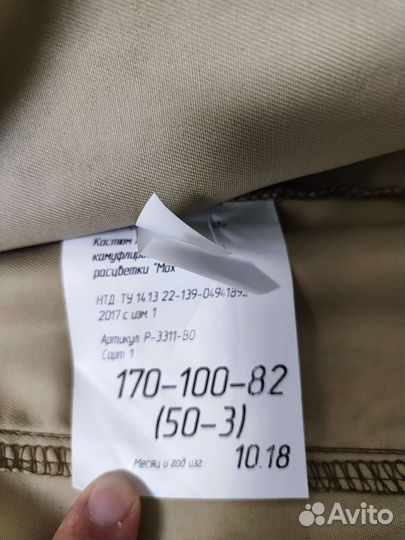 Костюм
камуфлиро
расцветки "Мох
НТД ТУ 14.13 22-139-0494189
2017 с изм. 1
Артикул Р-3311-ВО
Сорт 1
170-100-82
(50-3)
Месяц и год изг 10.18
Avito